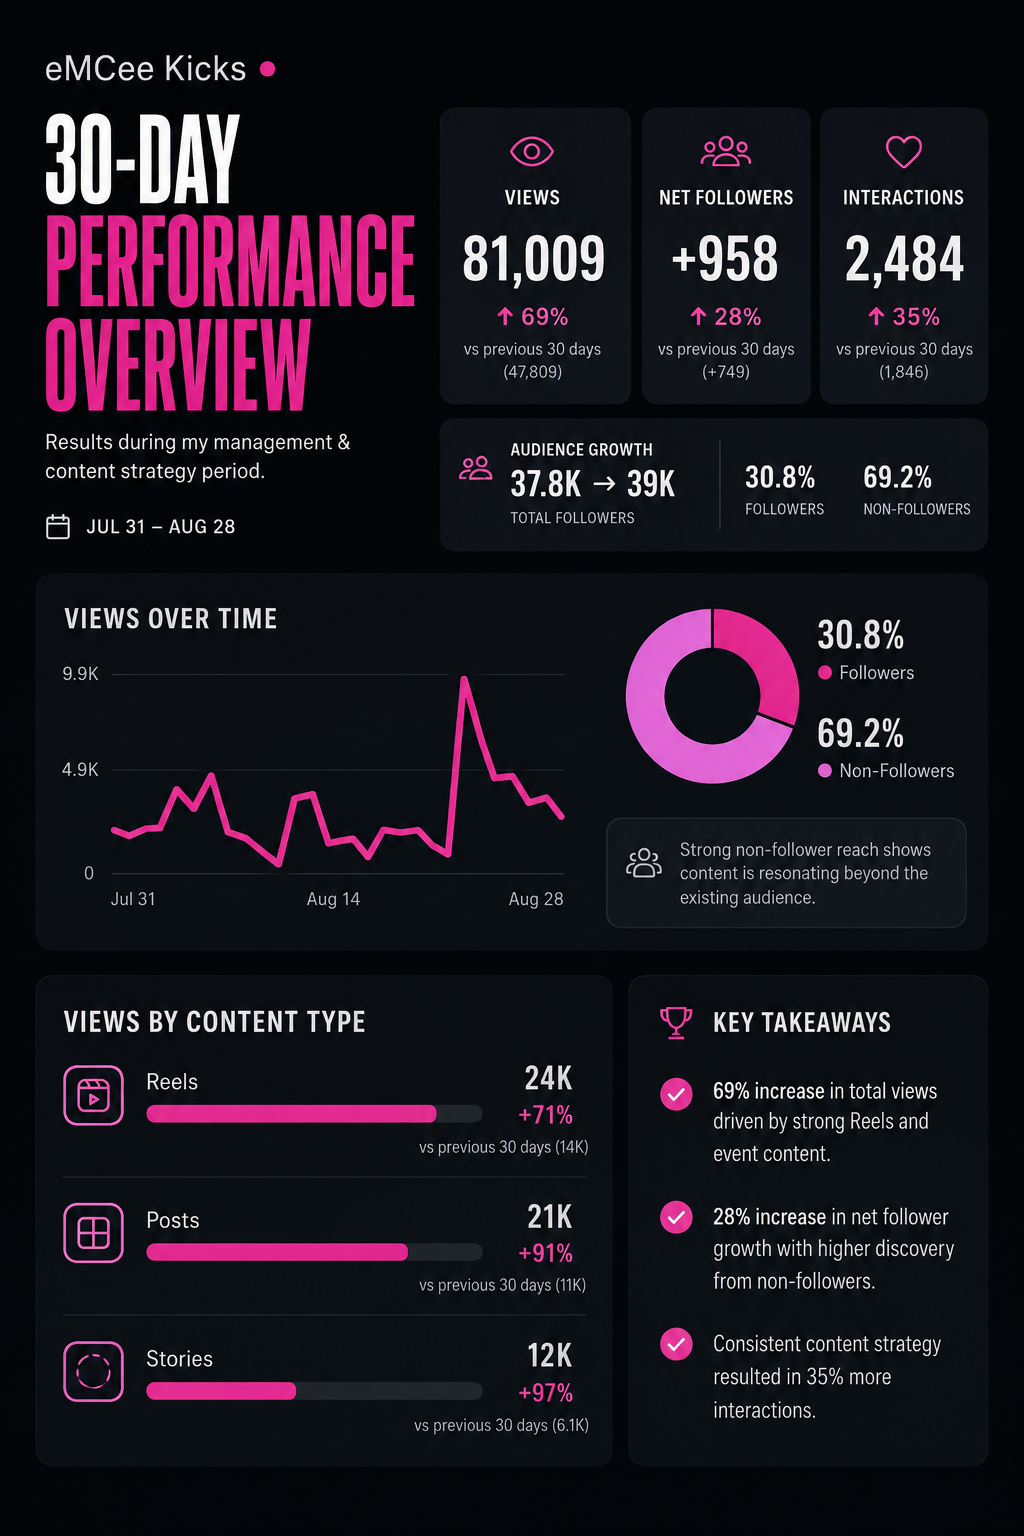 eMCee Kicks
30-DAY
PERFORMANCE
OVERVIEW
Results during my management &
content strategy period.
JUL 31 – AUG 28
VIEWS
81,009
↑ 69%
vs previous 30 days
(47,809)
NET FOLLOWERS
+958
↑ 28%
vs previous 30 days
(+749)
INTERACTIONS
2,484
↑ 35%
vs previous 30 days
(1,846)
AUDIENCE GROWTH
37.8K → 39K
TOTAL FOLLOWERS
30.8%
FOLLOWERS
69.2%
NON-FOLLOWERS
VIEWS OVER TIME
9.9K
4.9K
0
Jul 31
Aug 14
Aug 28
30.8%
Followers
69.2%
Non-Followers
Strong non-follower reach shows
content is resonating beyond the
existing audience.
VIEWS BY CONTENT TYPE
Reels
24K
+71%
vs previous 30 days (14K)
Posts
21K
+91%
vs previous 30 days (11K)
Stories
12K
+97%
vs previous 30 days (6.1K)
KEY TAKEAWAYS
69% increase in total views
driven by strong Reels and
event content.
28% increase in net follower
growth with higher discovery
from non-followers.
Consistent content strategy
resulted in 35% more
interactions.